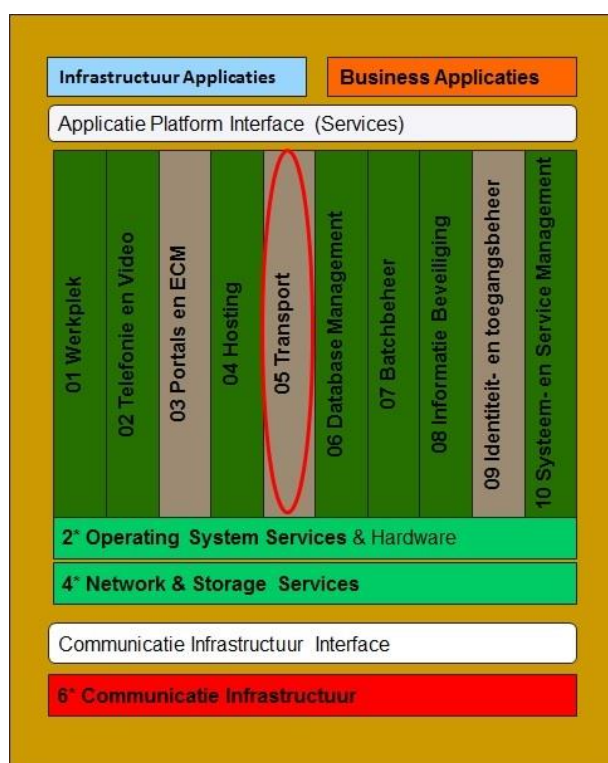 Infrastructuur Applicaties
Business Applicaties
Applicatie Platform Interface (Services)
01 Werkplek
02 Telefonie en Video
03 Portals en ECM
04 Hosting
05 Transport
06 Database Management
07 Batchbeheer
08 Informatie Beveiliging
09 Identiteit- en toegangsbeheer
10 Systeem- en Service Management
2* Operating System Services & Hardware
4* Network & Storage Services
Communicatie Infrastructuur Interface
6* Communicatie Infrastructuur